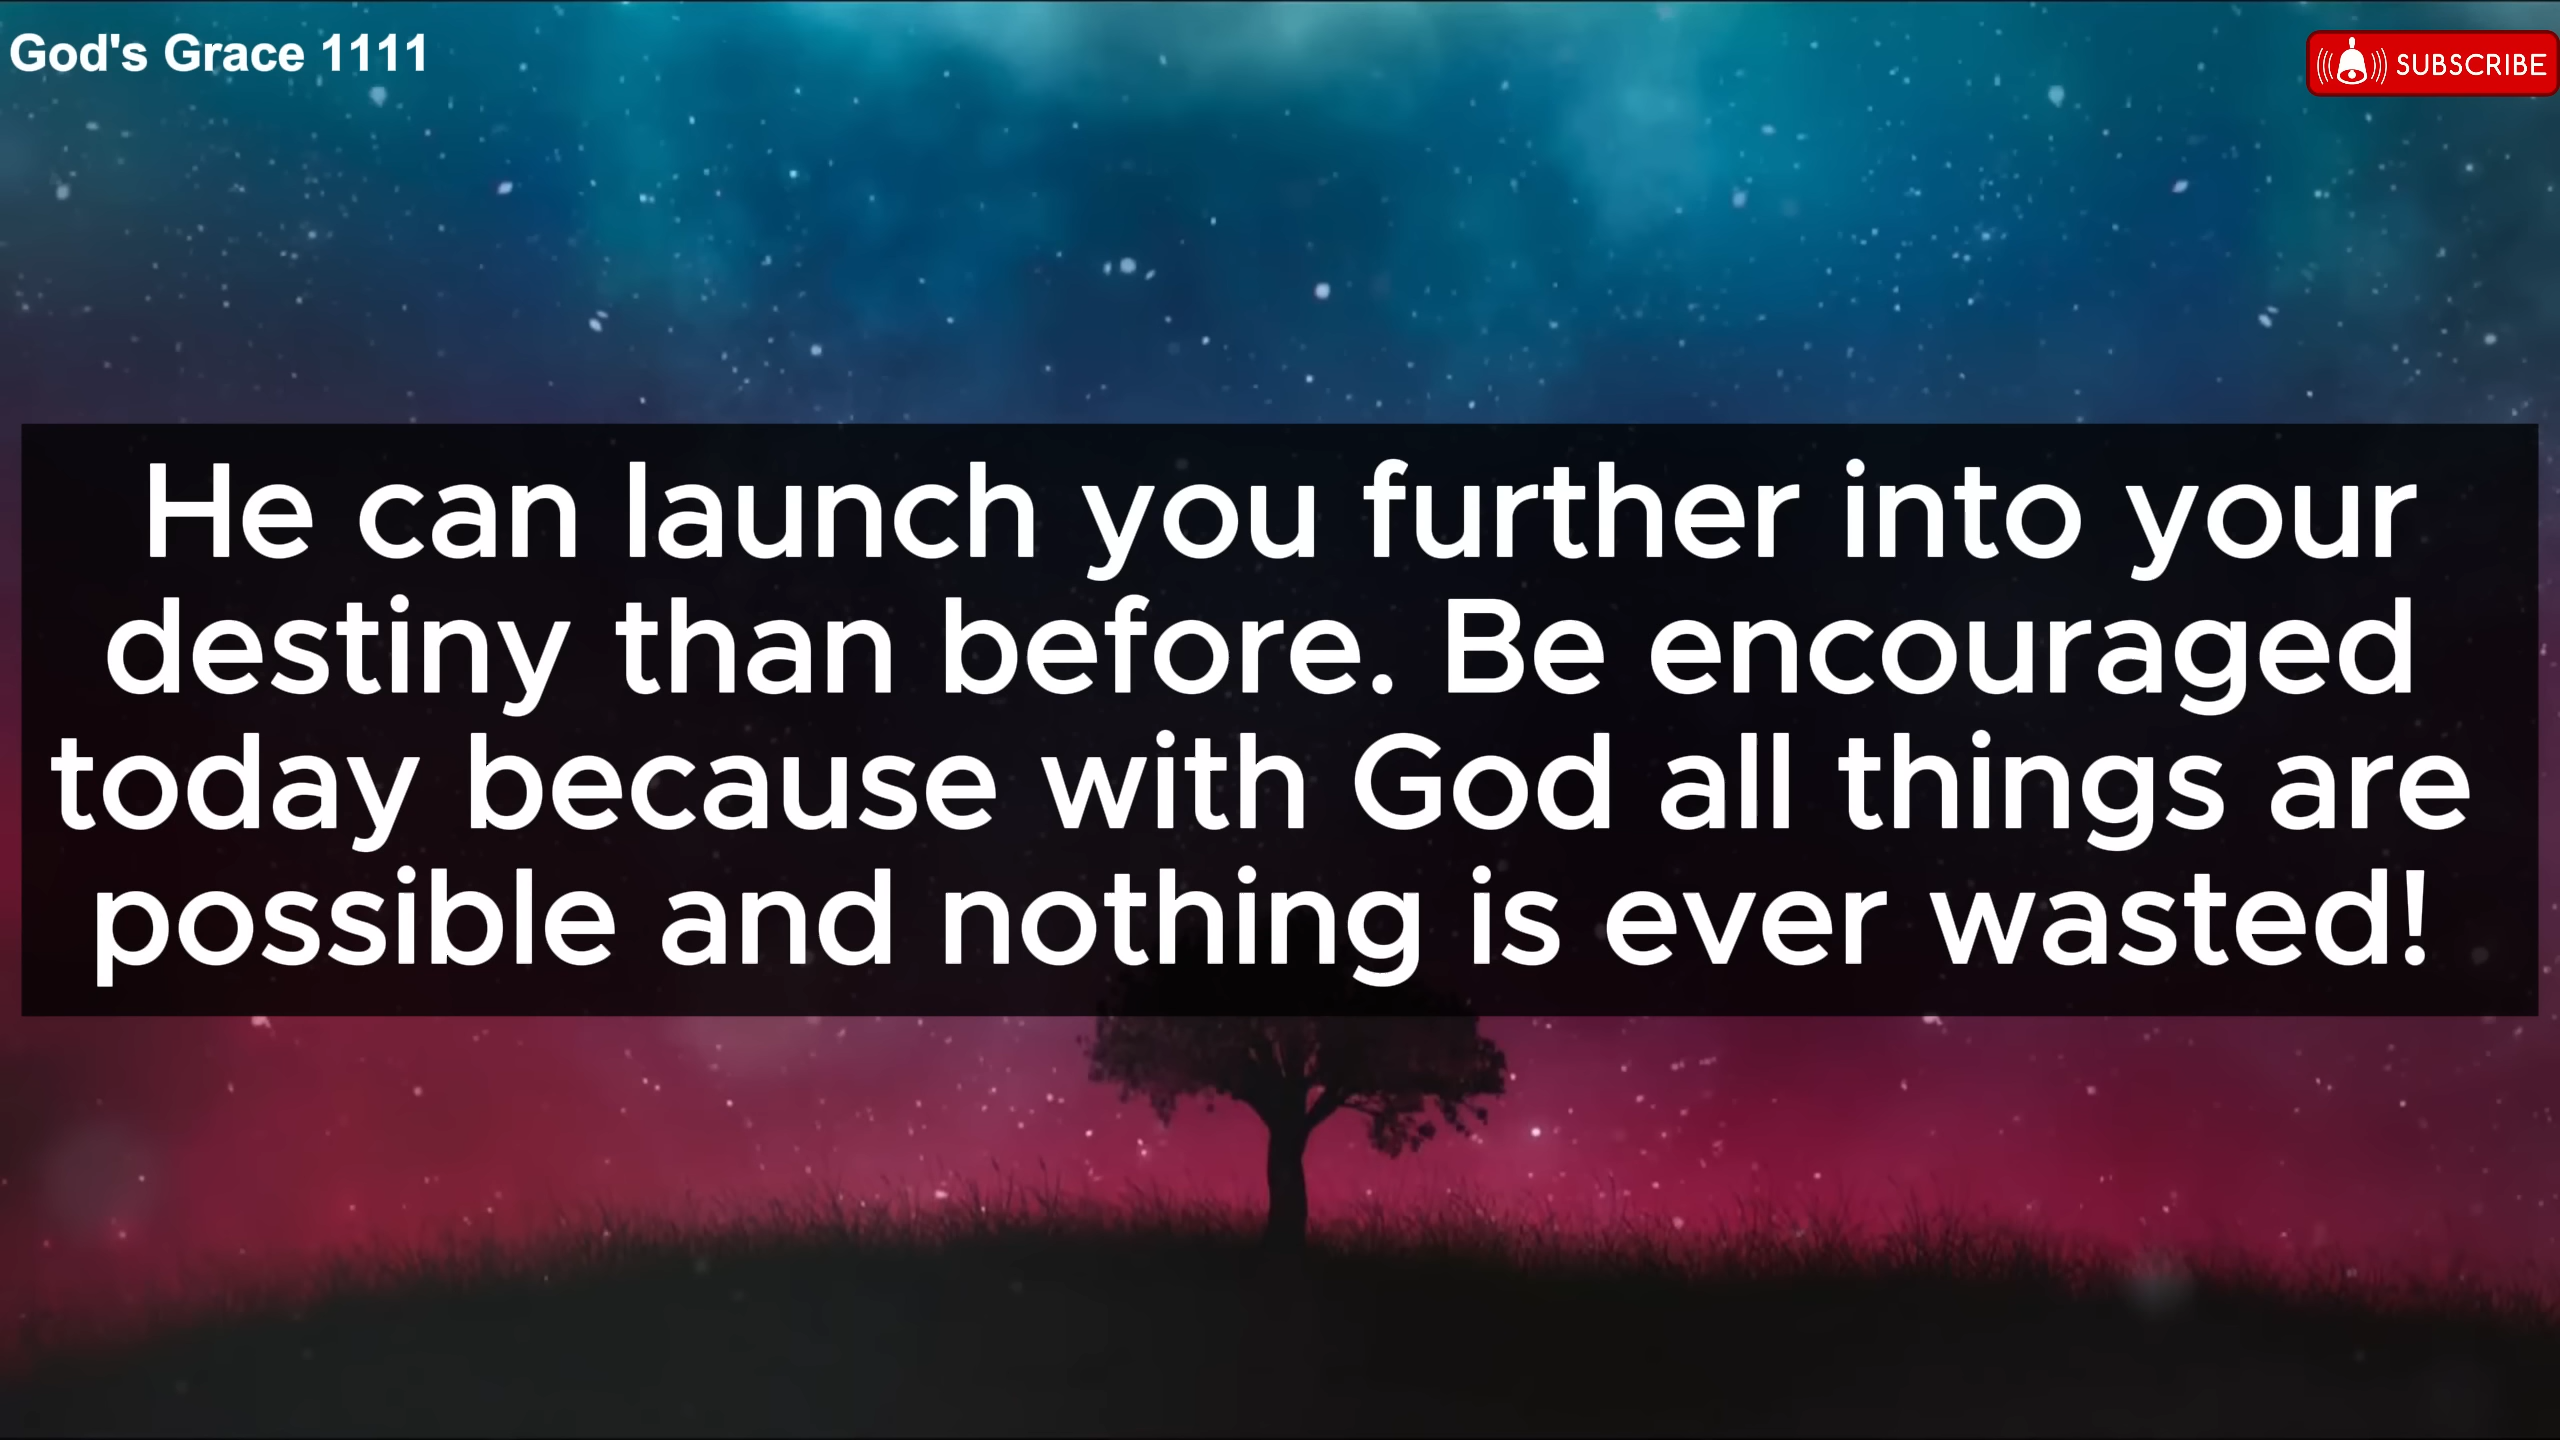 God's Grace 1111
SUBSCRIBE
He can launch you further into your
destiny than before. Be encouraged
today because with God all things are
possible and nothing is ever wasted!